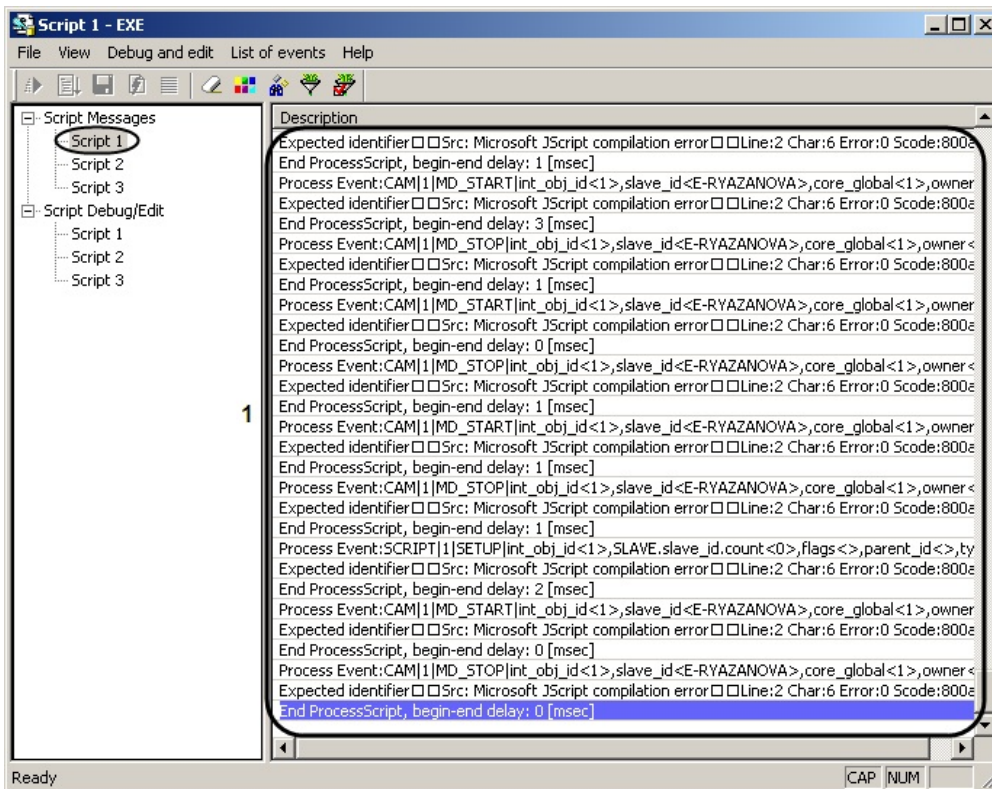 Script 1 - EXE
File View Debug and edit List of events Help
Script Messages
Script 1
Script 2
Script 3
Script Debug/Edit
Script 1
Script 2
Script 3
1
Description
Expected identifier□□Src: Microsoft JScript compilation error□□Line:2 Char:6 Error:0 Scode:800a
End ProcessScript, begin-end delay: 1 [msec]
Process Event:CAM|1|MD_START|int_obj_id<1>,slave_id<E-RYAZANOVA>,core_global<1>,owner
Expected identifier□□Src: Microsoft JScript compilation error□□Line:2 Char:6 Error:0 Scode:800a
End ProcessScript, begin-end delay: 3 [msec]
Process Event:CAM|1|MD_STOP|int_obj_id<1>,slave_id<E-RYAZANOVA>,core_global<1>,owner<
Expected identifier□□Src: Microsoft JScript compilation error□□Line:2 Char:6 Error:0 Scode:800a
End ProcessScript, begin-end delay: 1 [msec]
Process Event:CAM|1|MD_START|int_obj_id<1>,slave_id<E-RYAZANOVA>,core_global<1>,owner
Expected identifier□□Src: Microsoft JScript compilation error□□Line:2 Char:6 Error:0 Scode:800a
End ProcessScript, begin-end delay: 0 [msec]
Process Event:CAM|1|MD_STOP|int_obj_id<1>,slave_id<E-RYAZANOVA>,core_global<1>,owner<
Expected identifier□□Src: Microsoft JScript compilation error□□Line:2 Char:6 Error:0 Scode:800a
End ProcessScript, begin-end delay: 1 [msec]
Process Event:CAM|1|MD_START|int_obj_id<1>,slave_id<E-RYAZANOVA>,core_global<1>,owner
Expected identifier□□Src: Microsoft JScript compilation error□□Line:2 Char:6 Error:0 Scode:800a
End ProcessScript, begin-end delay: 1 [msec]
Process Event:CAM|1|MD_STOP|int_obj_id<1>,slave_id<E-RYAZANOVA>,core_global<1>,owner<
Expected identifier□□Src: Microsoft JScript compilation error□□Line:2 Char:6 Error:0 Scode:800a
End ProcessScript, begin-end delay: 1 [msec]
Process Event:SCRIPT|1|SETUP|int_obj_id<1>,SLAVE.slave_id.count<0>,flags<>,parent_id<>,ty
Expected identifier□□Src: Microsoft JScript compilation error□□Line:2 Char:6 Error:0 Scode:800a
End ProcessScript, begin-end delay: 2 [msec]
Process Event:CAM|1|MD_START|int_obj_id<1>,slave_id<E-RYAZANOVA>,core_global<1>,owner
Expected identifier□□Src: Microsoft JScript compilation error□□Line:2 Char:6 Error:0 Scode:800a
End ProcessScript, begin-end delay: 0 [msec]
Process Event:CAM|1|MD_STOP|int_obj_id<1>,slave_id<E-RYAZANOVA>,core_global<1>,owner<
Expected identifier□□Src: Microsoft JScript compilation error□□Line:2 Char:6 Error:0 Scode:800a
End ProcessScript, begin-end delay: 0 [msec]
Ready
CAP NUM